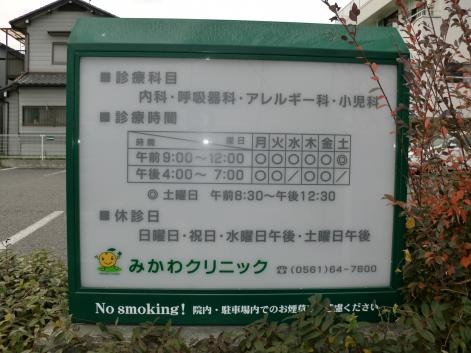 ■ 診療科目
内科・呼吸器科・アレルギー科・小児科
■ 診療時間
時間 曜日 月 火 水 木 金 土
午前 9:00〜12:00 ○ ○ ○ ○ ○ ◎
午後 4:00〜 7:00 ○ ○ / ○ ○ /
◎ 土曜日 午前8:30〜午後12:30
■ 休診日
日曜日・祝日・水曜日午後・土曜日午後
みかわクリニック ☎(0561)64-7600
No smoking! 院内・駐車場内でのお煙草 慮ください